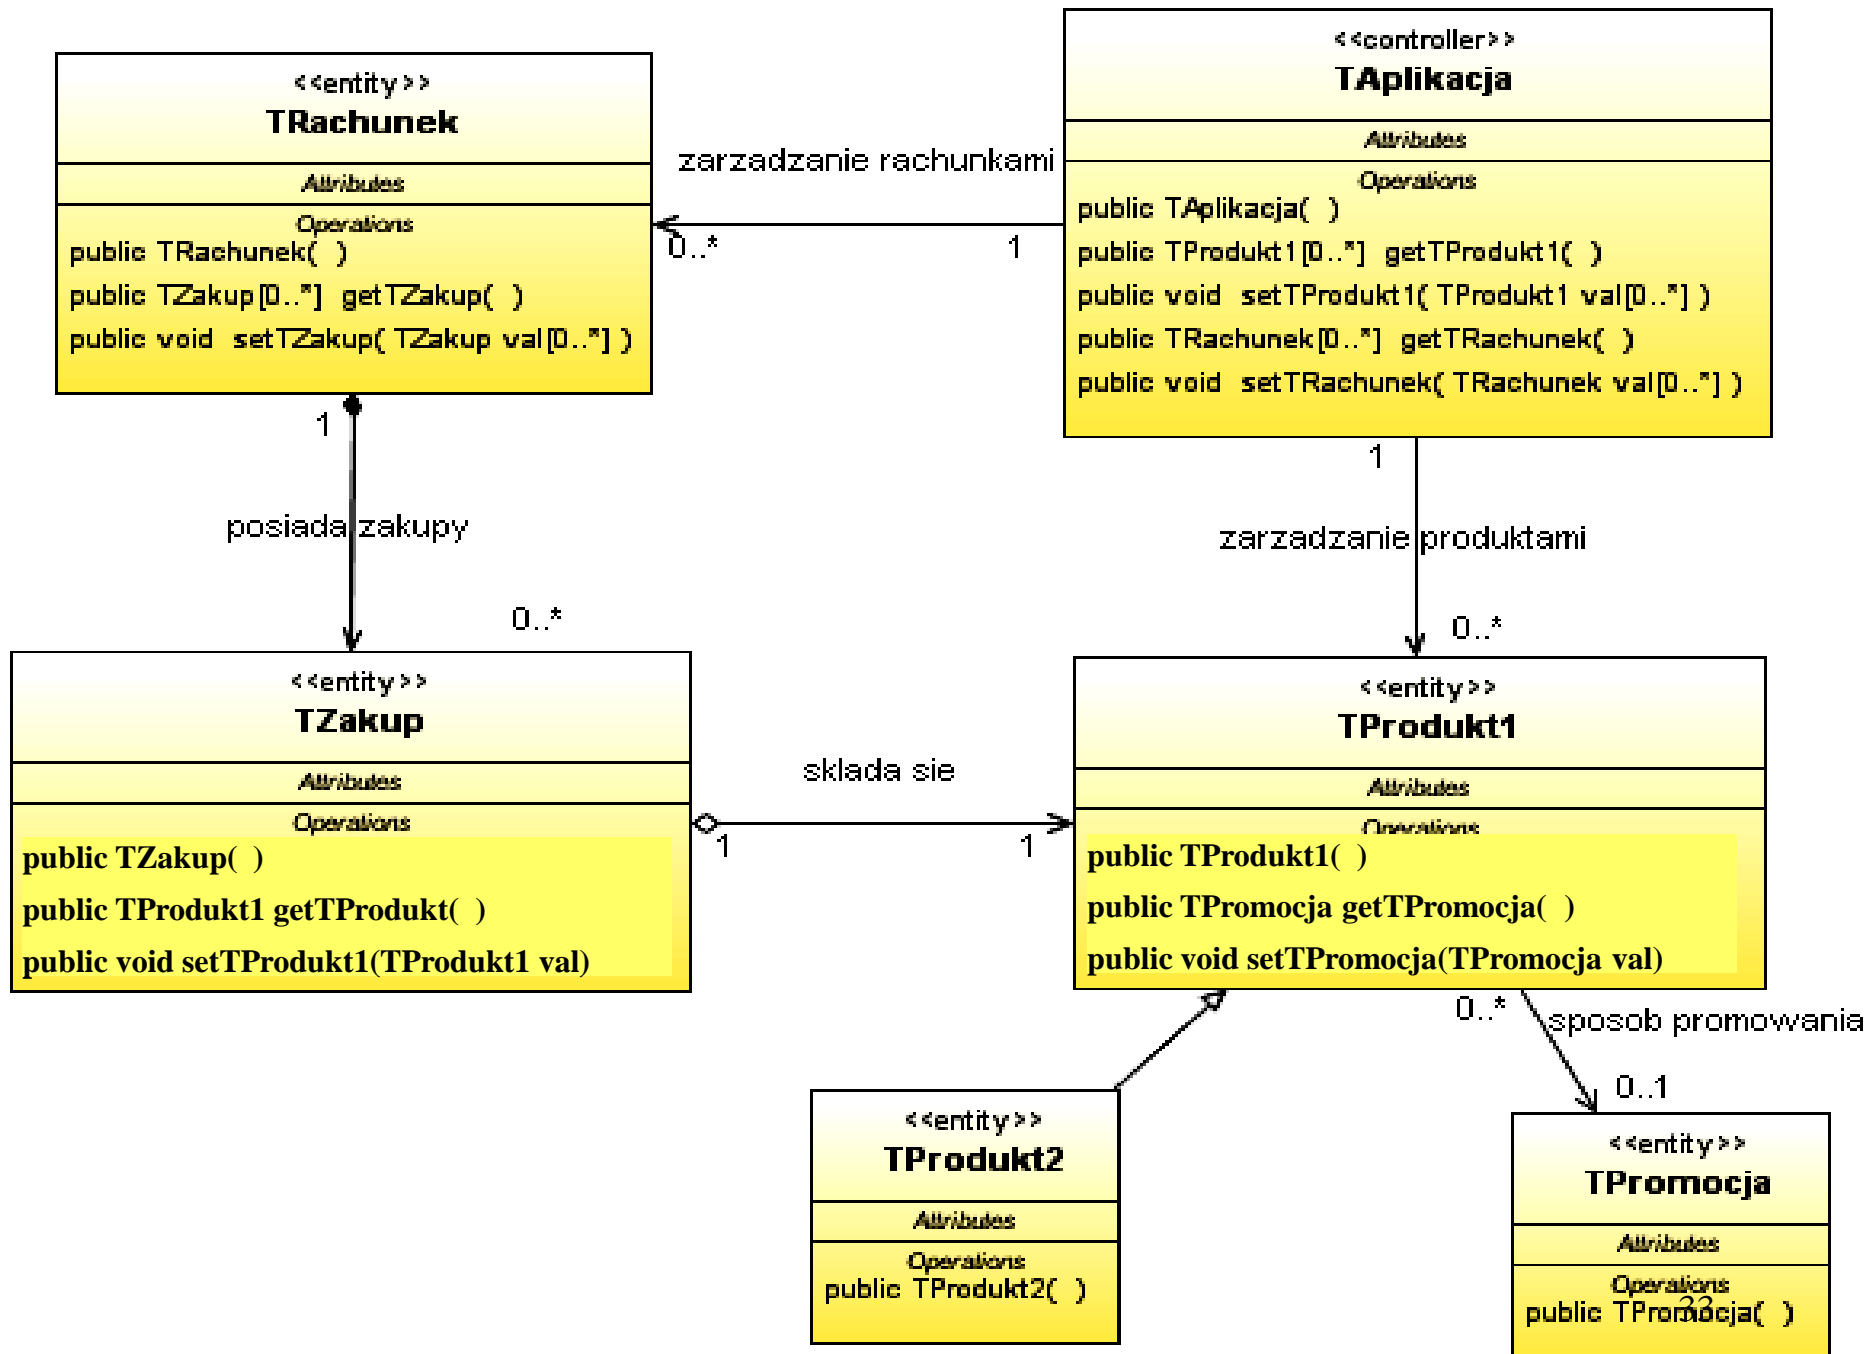 <<entity>>
TRachunek
Attributes
Operations
public TRachunek( )
public TZakup[0..*] getTZakup( )
public void setTZakup( TZakup val[0..*] )
<<controller>>
TAplikacja
Attributes
Operations
public TAplikacja( )
public TProdukt1[0..*] getTProdukt1( )
public void setTProdukt1( TProdukt1 val[0..*] )
public TRachunek[0..*] getTRachunek( )
public void setTRachunek( TRachunek val[0..*] )
zarzadzanie rachunkami
0..*
1
1
posiada zakupy
0..*
1
zarzadzanie produktami
0..*
<<entity>>
TZakup
Attributes
Operations
public TZakup( )
public TProdukt1 getTProdukt( )
public void setTProdukt1(TProdukt1 val)
sklada sie
1
1
<<entity>>
TProdukt1
Attributes
Operations
public TProdukt1( )
public TPromocja getTPromocja( )
public void setTPromocja(TPromocja val)
0..*
sposob promowania
0..1
<<entity>>
TProdukt2
Attributes
Operations
public TProdukt2( )
<<entity>>
TPromocja
Attributes
Operations
public TPromocja( )
33